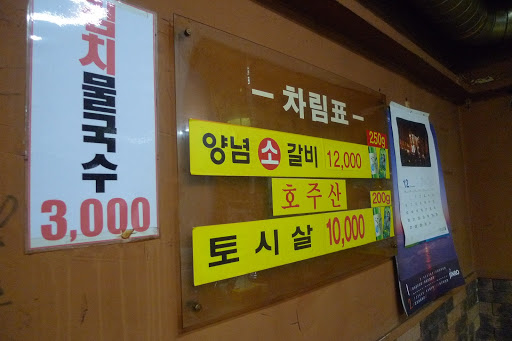 김치
물국수
3,000
- 차림표 -
양념 소 갈비 12,000 250g
호주산
토시살 10,000 200g
12